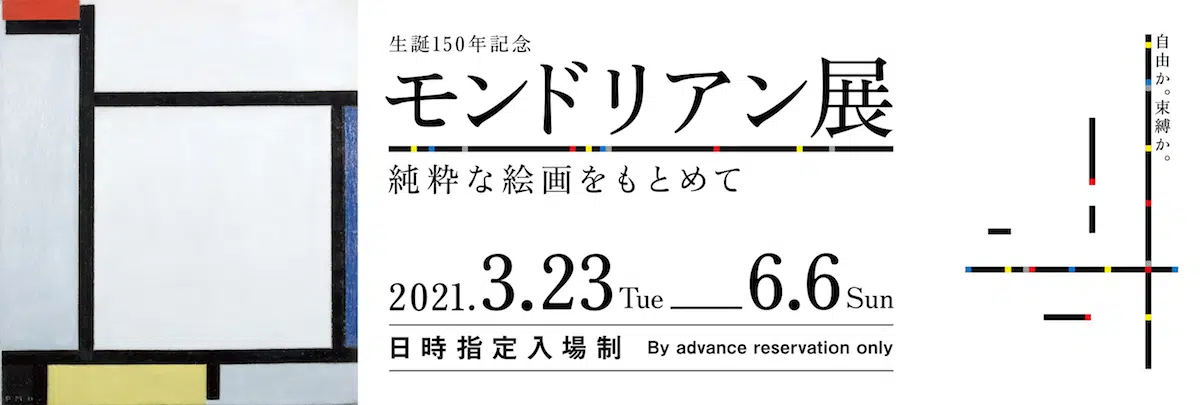 生誕150年記念
モンドリアン展
純粋な絵画をもとめて
2021.3.23 Tue 6.6 Sun
日時指定入場制 By advance reservation only
自由か。束縛か。